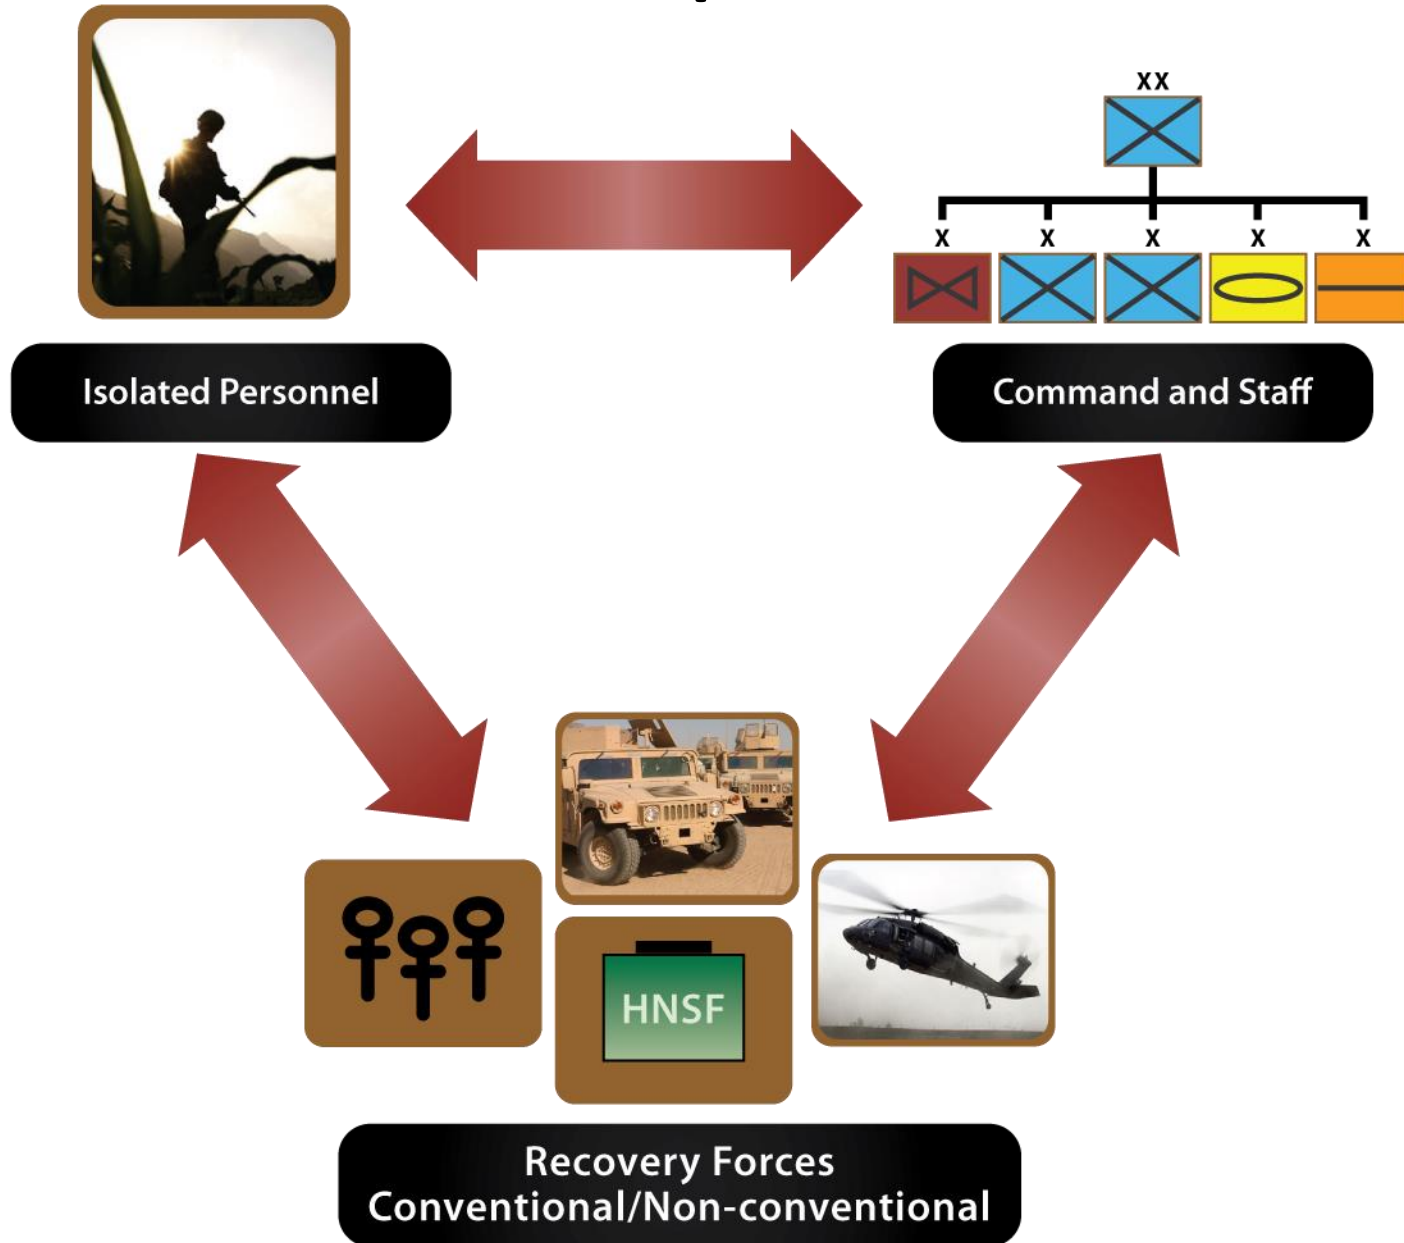 XX
X X X X X
Isolated Personnel
Command and Staff
HNSF
Recovery Forces
Conventional/Non-conventional